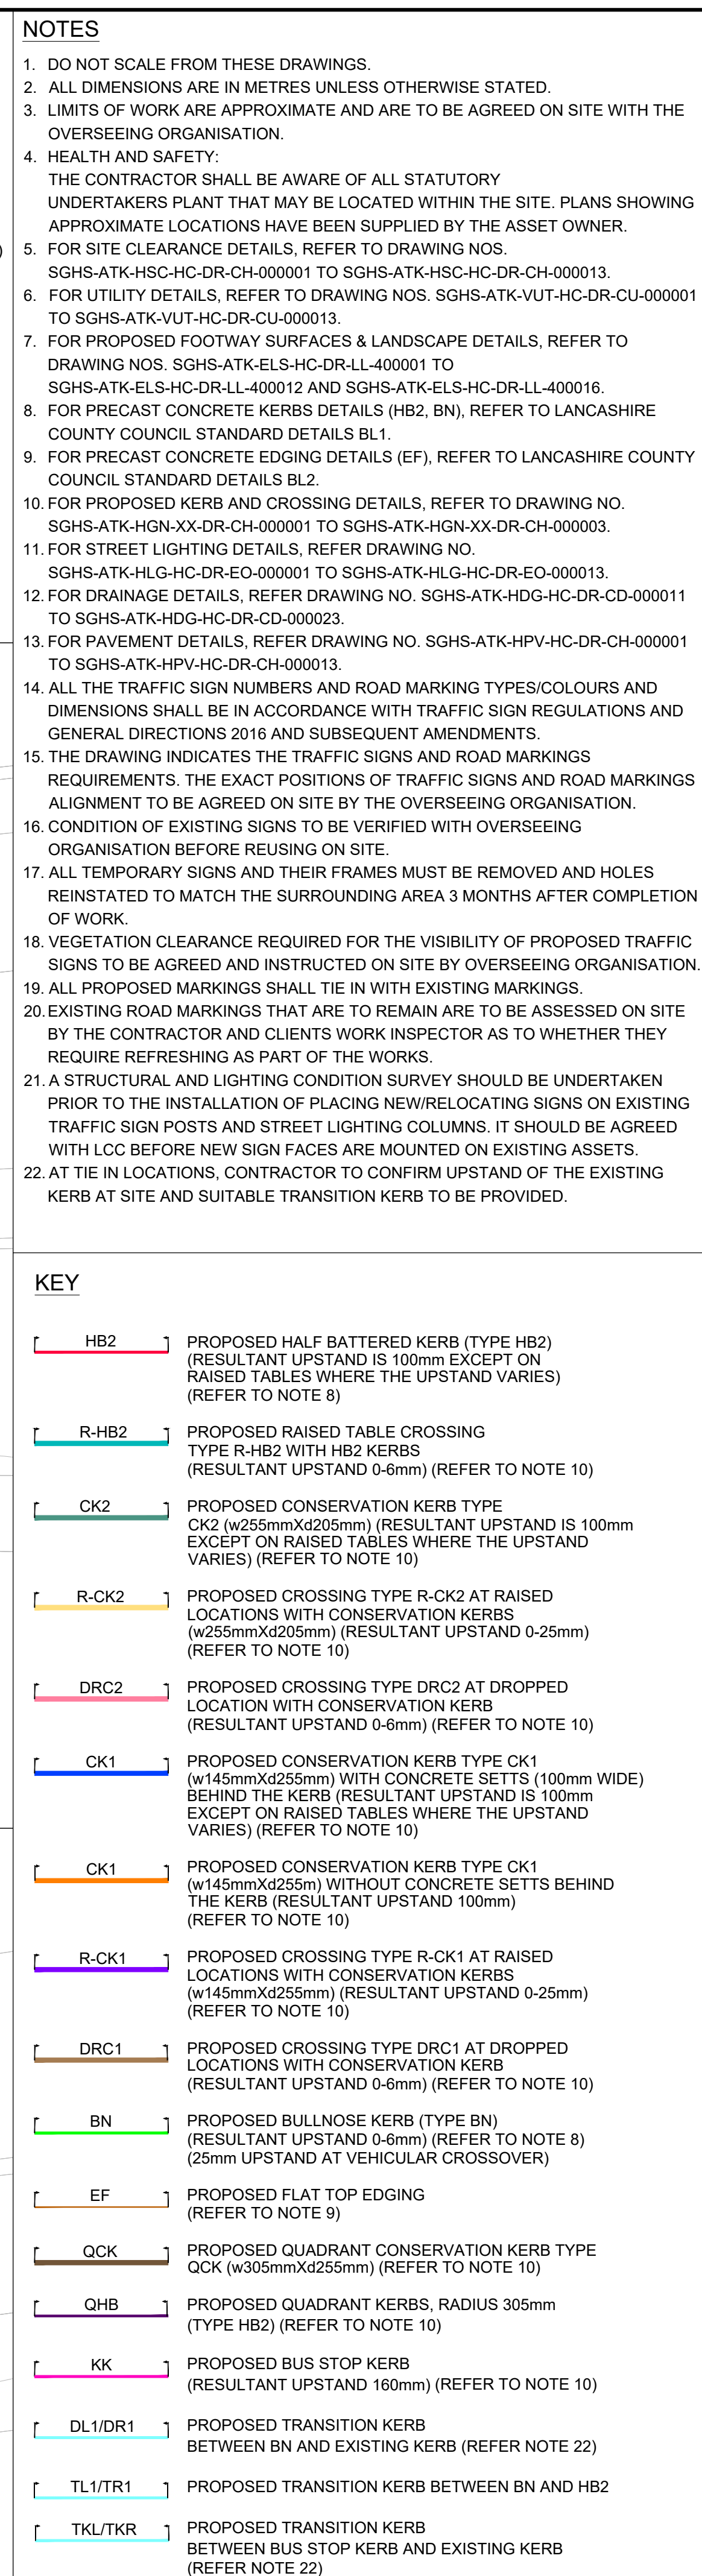 NOTES
1. DO NOT SCALE FROM THESE DRAWINGS.
2. ALL DIMENSIONS ARE IN METRES UNLESS OTHERWISE STATED.
3. LIMITS OF WORK ARE APPROXIMATE AND ARE TO BE AGREED ON SITE WITH THE
OVERSEEING ORGANISATION.
4. HEALTH AND SAFETY:
THE CONTRACTOR SHALL BE AWARE OF ALL STATUTORY
UNDERTAKERS PLANT THAT MAY BE LOCATED WITHIN THE SITE. PLANS SHOWING
APPROXIMATE LOCATIONS HAVE BEEN SUPPLIED BY THE ASSET OWNER.
)
5. FOR SITE CLEARANCE DETAILS, REFER TO DRAWING NOS.
SGHS-ATK-HSC-HC-DR-CH-000001 TO SGHS-ATK-HSC-HC-DR-CH-000013.
6. FOR UTILITY DETAILS, REFER TO DRAWING NOS. SGHS-ATK-VUT-HC-DR-CU-000001
TO SGHS-ATK-VUT-HC-DR-CU-000013.
7. FOR PROPOSED FOOTWAY SURFACES & LANDSCAPE DETAILS, REFER TO
DRAWING NOS. SGHS-ATK-ELS-HC-DR-LL-400001 TO
SGHS-ATK-ELS-HC-DR-LL-400012 AND SGHS-ATK-ELS-HC-DR-LL-400016.
8. FOR PRECAST CONCRETE KERBS DETAILS (HB2, BN), REFER TO LANCASHIRE
COUNTY COUNCIL STANDARD DETAILS BL1.
9. FOR PRECAST CONCRETE EDGING DETAILS (EF), REFER TO LANCASHIRE COUNTY
COUNCIL STANDARD DETAILS BL2.
10. FOR PROPOSED KERB AND CROSSING DETAILS, REFER TO DRAWING NO.
SGHS-ATK-HGN-XX-DR-CH-000001 TO SGHS-ATK-HGN-XX-DR-CH-000003.
11. FOR STREET LIGHTING DETAILS, REFER DRAWING NO.
SGHS-ATK-HLG-HC-DR-EO-000001 TO SGHS-ATK-HLG-HC-DR-EO-000013.
12. FOR DRAINAGE DETAILS, REFER DRAWING NO. SGHS-ATK-HDG-HC-DR-CD-000011
TO SGHS-ATK-HDG-HC-DR-CD-000023.
13. FOR PAVEMENT DETAILS, REFER DRAWING NO. SGHS-ATK-HPV-HC-DR-CH-000001
TO SGHS-ATK-HPV-HC-DR-CH-000013.
14. ALL THE TRAFFIC SIGN NUMBERS AND ROAD MARKING TYPES/COLOURS AND
DIMENSIONS SHALL BE IN ACCORDANCE WITH TRAFFIC SIGN REGULATIONS AND
GENERAL DIRECTIONS 2016 AND SUBSEQUENT AMENDMENTS.
15. THE DRAWING INDICATES THE TRAFFIC SIGNS AND ROAD MARKINGS
REQUIREMENTS. THE EXACT POSITIONS OF TRAFFIC SIGNS AND ROAD MARKINGS
ALIGNMENT TO BE AGREED ON SITE BY THE OVERSEEING ORGANISATION.
16. CONDITION OF EXISTING SIGNS TO BE VERIFIED WITH OVERSEEING
ORGANISATION BEFORE REUSING ON SITE.
17. ALL TEMPORARY SIGNS AND THEIR FRAMES MUST BE REMOVED AND HOLES
REINSTATED TO MATCH THE SURROUNDING AREA 3 MONTHS AFTER COMPLETION
OF WORK.
18. VEGETATION CLEARANCE REQUIRED FOR THE VISIBILITY OF PROPOSED TRAFFIC
SIGNS TO BE AGREED AND INSTRUCTED ON SITE BY OVERSEEING ORGANISATION.
19. ALL PROPOSED MARKINGS SHALL TIE IN WITH EXISTING MARKINGS.
20. EXISTING ROAD MARKINGS THAT ARE TO REMAIN ARE TO BE ASSESSED ON SITE
BY THE CONTRACTOR AND CLIENTS WORK INSPECTOR AS TO WHETHER THEY
REQUIRE REFRESHING AS PART OF THE WORKS.
21. A STRUCTURAL AND LIGHTING CONDITION SURVEY SHOULD BE UNDERTAKEN
PRIOR TO THE INSTALLATION OF PLACING NEW/RELOCATING SIGNS ON EXISTING
TRAFFIC SIGN POSTS AND STREET LIGHTING COLUMNS. IT SHOULD BE AGREED
WITH LCC BEFORE NEW SIGN FACES ARE MOUNTED ON EXISTING ASSETS.
22. AT TIE IN LOCATIONS, CONTRACTOR TO CONFIRM UPSTAND OF THE EXISTING
KERB AT SITE AND SUITABLE TRANSITION KERB TO BE PROVIDED.
KEY
HB2 PROPOSED HALF BATTERED KERB (TYPE HB2)
(RESULTANT UPSTAND IS 100mm EXCEPT ON
RAISED TABLES WHERE THE UPSTAND VARIES)
(REFER TO NOTE 8)
R-HB2 PROPOSED RAISED TABLE CROSSING
TYPE R-HB2 WITH HB2 KERBS
(RESULTANT UPSTAND 0-6mm) (REFER TO NOTE 10)
CK2 PROPOSED CONSERVATION KERB TYPE
CK2 (w255mmXd205mm) (RESULTANT UPSTAND IS 100mm
EXCEPT ON RAISED TABLES WHERE THE UPSTAND
VARIES) (REFER TO NOTE 10)
R-CK2 PROPOSED CROSSING TYPE R-CK2 AT RAISED
LOCATIONS WITH CONSERVATION KERBS
(w255mmXd205mm) (RESULTANT UPSTAND 0-25mm)
(REFER TO NOTE 10)
DRC2 PROPOSED CROSSING TYPE DRC2 AT DROPPED
LOCATION WITH CONSERVATION KERB
(RESULTANT UPSTAND 0-6mm) (REFER TO NOTE 10)
CK1 PROPOSED CONSERVATION KERB TYPE CK1
(w145mmXd255mm) WITH CONCRETE SETTS (100mm WIDE)
BEHIND THE KERB (RESULTANT UPSTAND IS 100mm
EXCEPT ON RAISED TABLES WHERE THE UPSTAND
VARIES) (REFER TO NOTE 10)
CK1 PROPOSED CONSERVATION KERB TYPE CK1
(w145mmXd255m) WITHOUT CONCRETE SETTS BEHIND
THE KERB (RESULTANT UPSTAND 100mm)
(REFER TO NOTE 10)
R-CK1 PROPOSED CROSSING TYPE R-CK1 AT RAISED
LOCATIONS WITH CONSERVATION KERBS
(w145mmXd255mm) (RESULTANT UPSTAND 0-25mm)
(REFER TO NOTE 10)
DRC1 PROPOSED CROSSING TYPE DRC1 AT DROPPED
LOCATIONS WITH CONSERVATION KERB
(RESULTANT UPSTAND 0-6mm) (REFER TO NOTE 10)
BN PROPOSED BULLNOSE KERB (TYPE BN)
(RESULTANT UPSTAND 0-6mm) (REFER TO NOTE 8)
(25mm UPSTAND AT VEHICULAR CROSSOVER)
EF PROPOSED FLAT TOP EDGING
(REFER TO NOTE 9)
QCK PROPOSED QUADRANT CONSERVATION KERB TYPE
QCK (w305mmXd255mm) (REFER TO NOTE 10)
QHB PROPOSED QUADRANT KERBS, RADIUS 305mm
(TYPE HB2) (REFER TO NOTE 10)
KK PROPOSED BUS STOP KERB
(RESULTANT UPSTAND 160mm) (REFER TO NOTE 10)
DL1/DR1 PROPOSED TRANSITION KERB
BETWEEN BN AND EXISTING KERB (REFER NOTE 22)
TL1/TR1 PROPOSED TRANSITION KERB BETWEEN BN AND HB2
TKL/TKR PROPOSED TRANSITION KERB
BETWEEN BUS STOP KERB AND EXISTING KERB
(REFER NOTE 22)